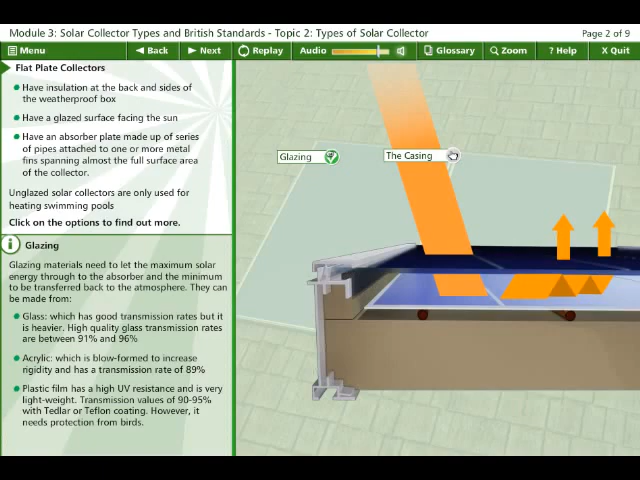 Module 3: Solar Collector Types and British Standards - Topic 2: Types of Solar Collector
Page 2 of 9
Menu
Back
Next
Replay
Audio
Glossary
Zoom
? Help
X Quit
Flat Plate Collectors
Have insulation at the back and sides of
the weatherproof box
Have a glazed surface facing the sun
Have an absorber plate made up of series
of pipes attached to one or more metal
fins spanning almost the full surface area
of the collector.
Unglazed solar collectors are only used for
heating swimming pools
Click on the options to find out more.
i
Glazing
Glazing materials need to let the maximum solar
energy through to the absorber and the minimum
to be transferred back to the atmosphere. They can
be made from:
Glass: which has good transmission rates but it
is heavier. High quality glass transmission rates
are between 91% and 96%
Acrylic: which is blow-formed to increase
rigidity and has a transmission rate of 89%
Plastic film has a high UV resistance and is very
light-weight. Transmission values of 90-95%
with Tedlar or Teflon coating. However, it
needs protection from birds.
Glazing
The Casing